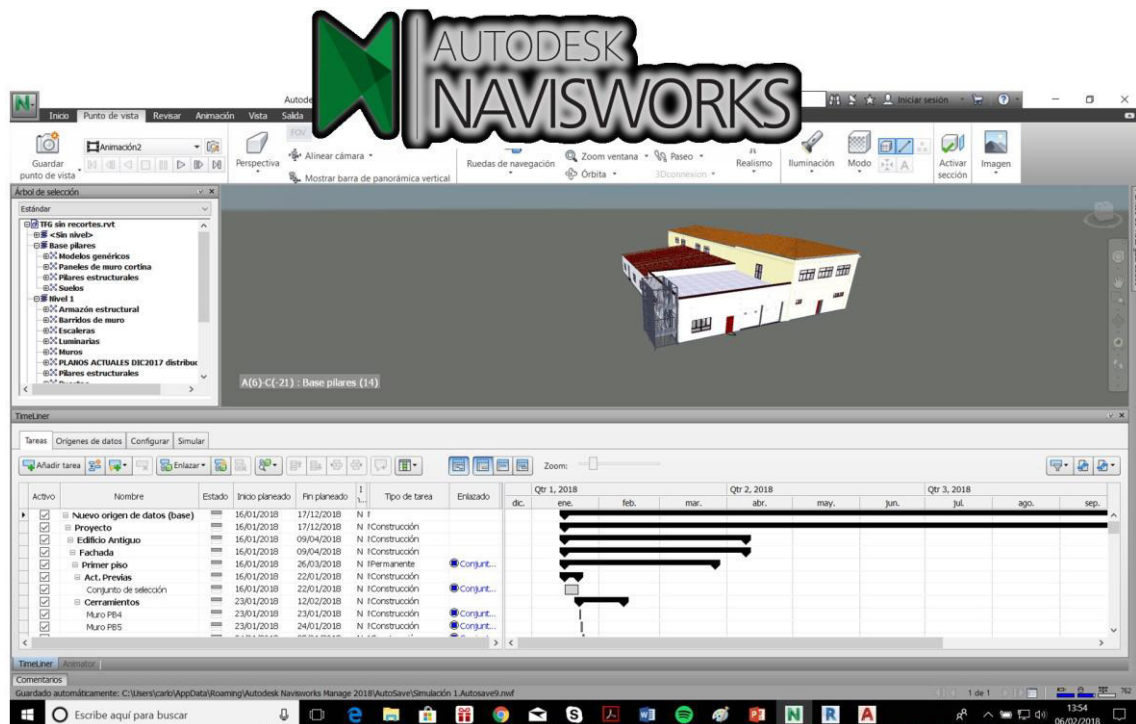 AUTODESK
NAVISWORKS
Autode
Iniciar sesión
Inicio Punto de vista Revisar Animación Vista Salida
Animación2
Guardar punto de vista
Perspectiva
FOV
Alinear cámara
Mostrar barra de panorámica vertical
Ruedas de navegación
Zoom ventana
Paseo
Órbita
3Dconnexion
Realismo
Iluminación
Modo
Activar sección
Imagen
Árbol de selección
Estándar
TFG sin recortes.rvt
<Sin nivel>
Base pilares
Modelos genéricos
Paneles de muro cortina
Pilares estructurales
Suelos
Nivel 1
Armazón estructural
Barridos de muro
Escaleras
Luminarias
Muros
PLANOS ACTUALES DIC2017 distribuc
Pilares estructurales
A(6)-C(-21) : Base pilares (14)
TimeLiner
Tareas Orígenes de datos Configurar Simular
Añadir tarea Enlazar Zoom:
Activo Nombre Estado Inicio planeado Fin planeado Tipo de tarea Enlazado
Qtr 1, 2018 Qtr 2, 2018 Qtr 3, 2018
dic. ene. feb. mar. abr. may. jun. jul. ago. sep.
Nuevo origen de datos (base) 16/01/2018 17/12/2018
Proyecto 16/01/2018 17/12/2018 Construcción
Edificio Antiguo 16/01/2018 09/04/2018 Construcción
Fachada 16/01/2018 09/04/2018 Construcción
Primer piso 16/01/2018 26/03/2018 Permanente Conjunt...
Act. Previas 16/01/2018 22/01/2018 Construcción
Conjunto de selección 16/01/2018 22/01/2018 Construcción Conjunt...
Cerramientos 23/01/2018 12/02/2018 Construcción
Muro PB4 23/01/2018 23/01/2018 Construcción Conjunt...
Muro PB5 23/01/2018 24/01/2018 Construcción Conjunt...
TimeLiner Animator
Comentarios
Guardado automáticamente: C:\Users\carlo\AppData\Roaming\Autodesk Navisworks Manage 2018\AutoSave\Simulación 1.Autosave9.nwf
1 de 1
762
Escribe aquí para buscar
13:54
06/02/2018